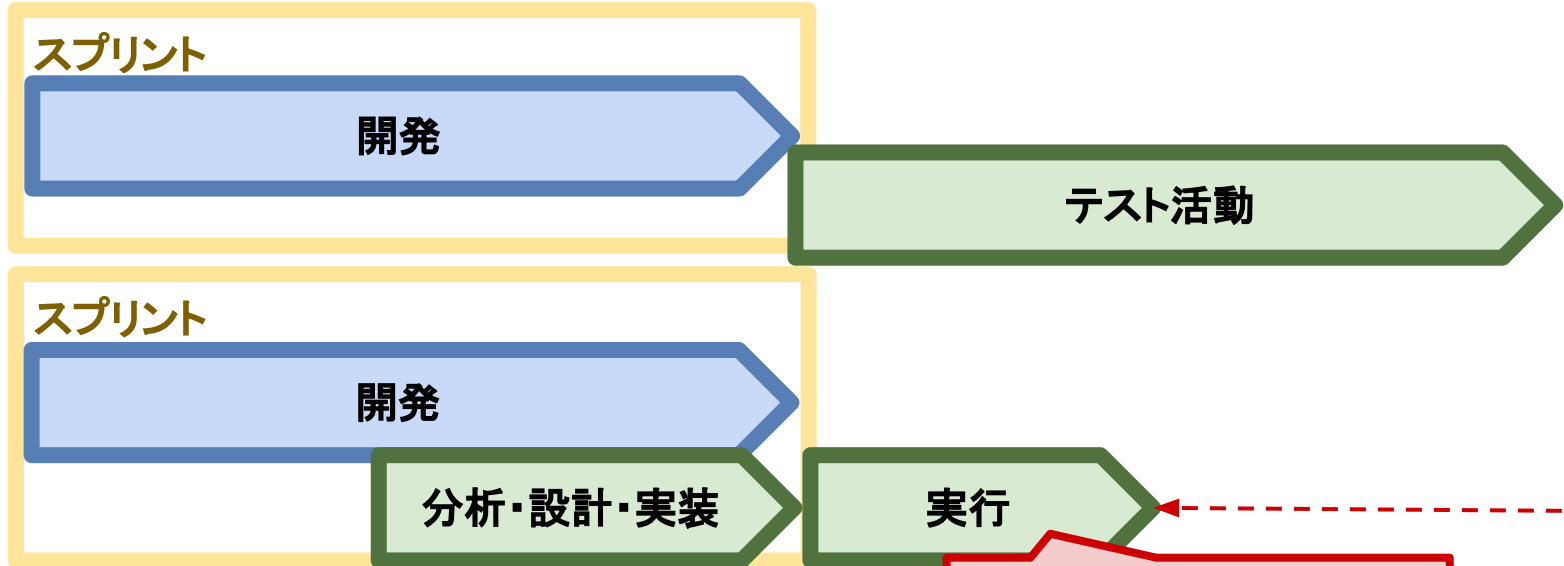 スプリント
開発
テスト活動
スプリント
開発
分析・設計・実装
実行